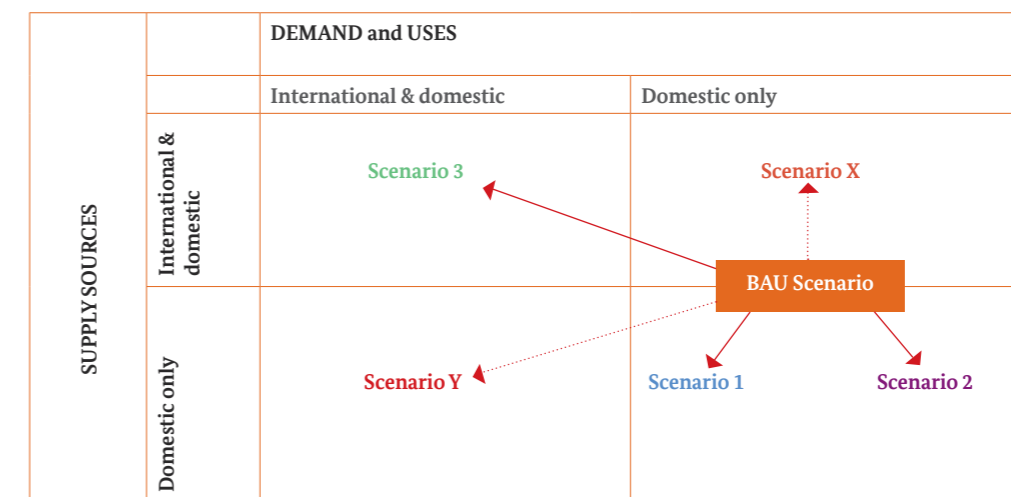 DEMAND and USES
International & domestic
Domestic only
SUPPLY SOURCES
International &
domestic
Scenario 3
Scenario X
BAU Scenario
Domestic only
Scenario Y
Scenario 1
Scenario 2